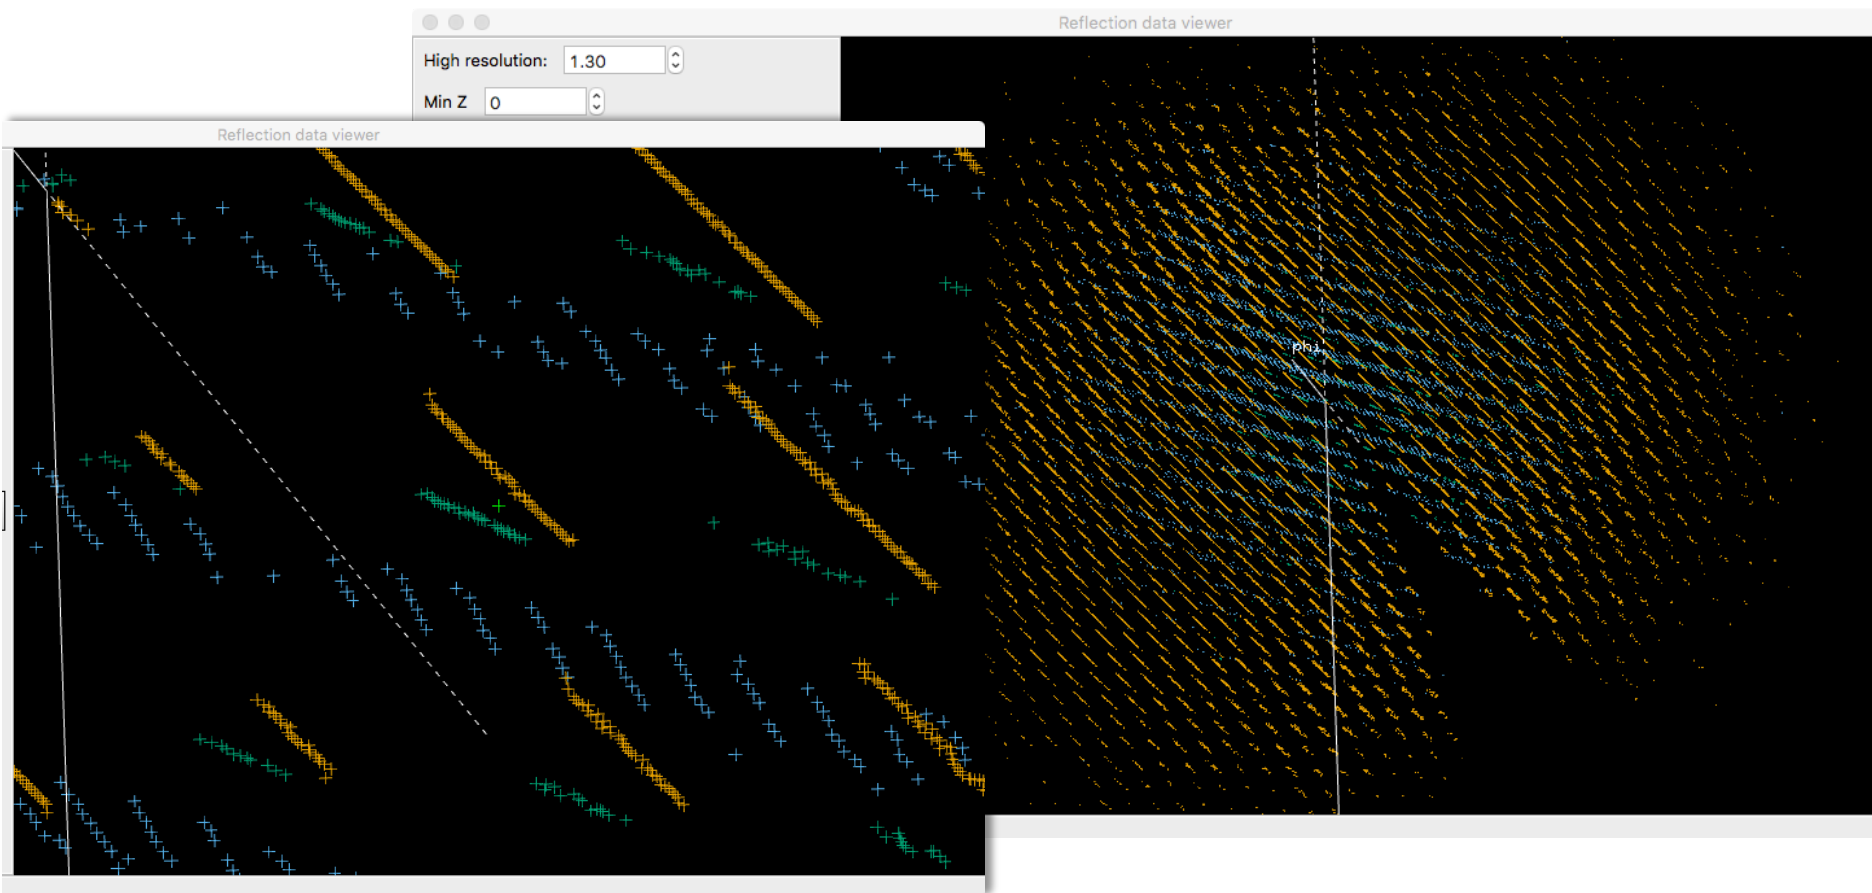 Reflection data viewer
High resolution: 1.30
Min Z 0
Reflection data viewer
phi